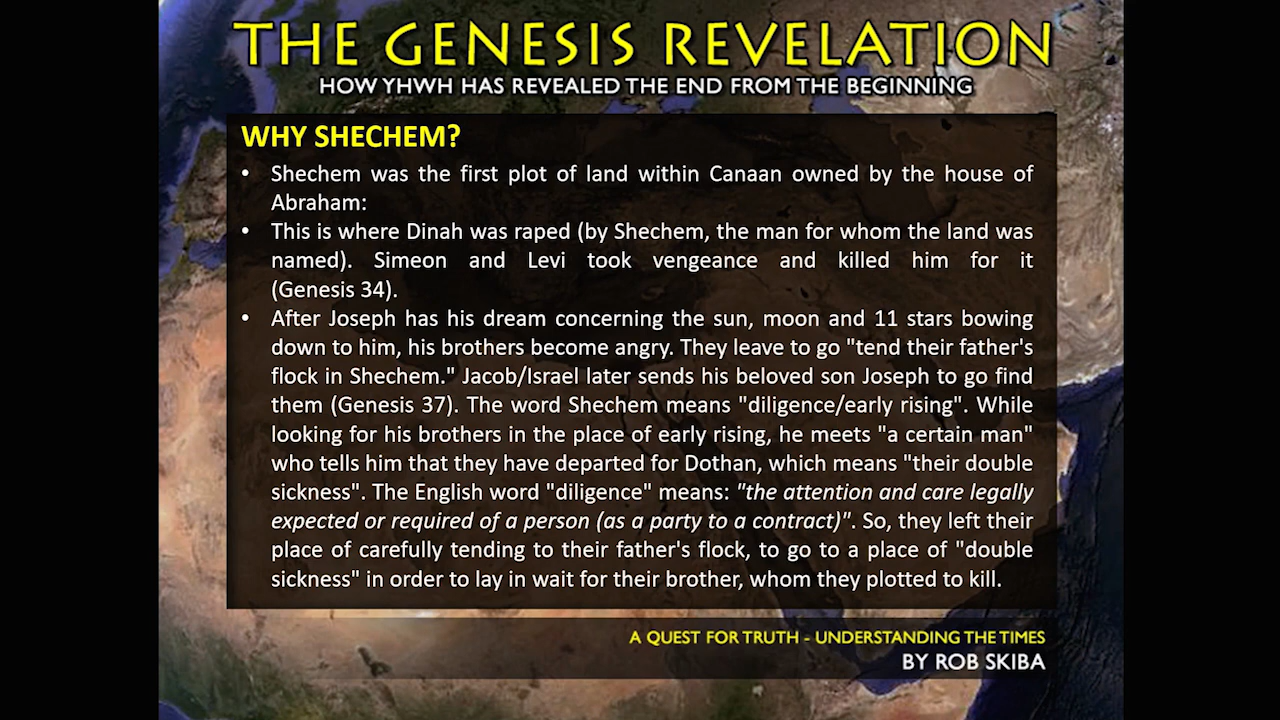 THE GENESIS REVELATION
HOW YHWH HAS REVEALED THE END FROM THE BEGINNING
WHY SHECHEM?
• Shechem was the first plot of land within Canaan owned by the house of
Abraham:
• This is where Dinah was raped (by Shechem, the man for whom the land was
named). Simeon and Levi took vengeance and killed him for it
(Genesis 34).
• After Joseph has his dream concerning the sun, moon and 11 stars bowing
down to him, his brothers become angry. They leave to go "tend their father's
flock in Shechem." Jacob/Israel later sends his beloved son Joseph to go find
them (Genesis 37). The word Shechem means "diligence/early rising". While
looking for his brothers in the place of early rising, he meets "a certain man"
who tells him that they have departed for Dothan, which means "their double
sickness". The English word "diligence" means: "the attention and care legally
expected or required of a person (as a party to a contract)". So, they left their
place of carefully tending to their father's flock, to go to a place of "double
sickness" in order to lay in wait for their brother, whom they plotted to kill.
A QUEST FOR TRUTH - UNDERSTANDING THE TIMES
BY ROB SKIBA